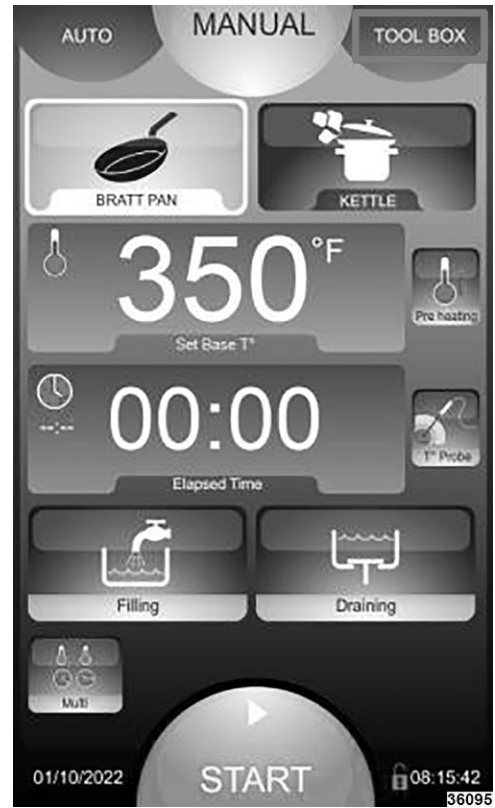 AUTO
MANUAL
TOOL BOX
BRATT PAN
KETTLE
350°F
Set Base T°
Pre heating
--:--
00:00
Elapsed Time
T° Probe
Filling
Draining
Multi
START
01/10/2022
08:15:42
36095